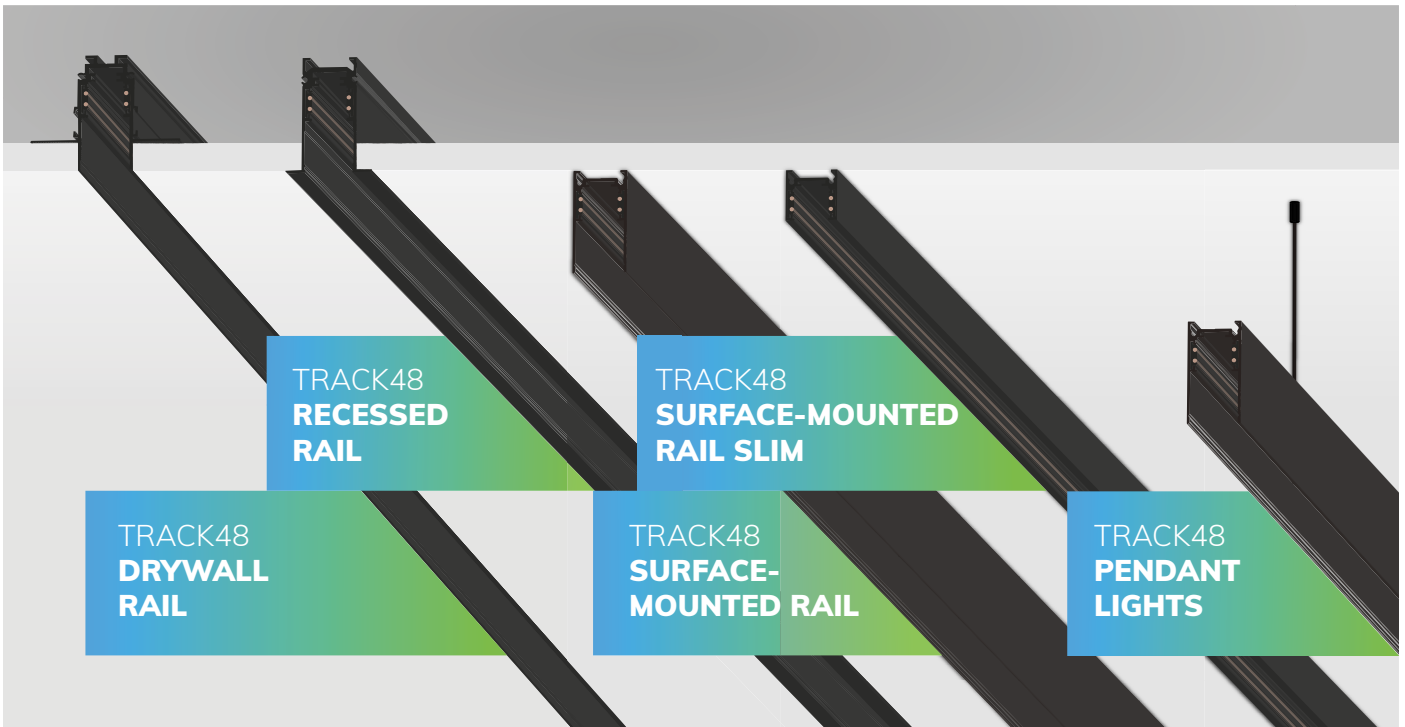 TRACK48
RECESSED
RAIL
TRACK48
SURFACE-MOUNTED
RAIL SLIM
TRACK48
DRYWALL
RAIL
TRACK48
SURFACE-
MOUNTED RAIL
TRACK48
PENDANT
LIGHTS